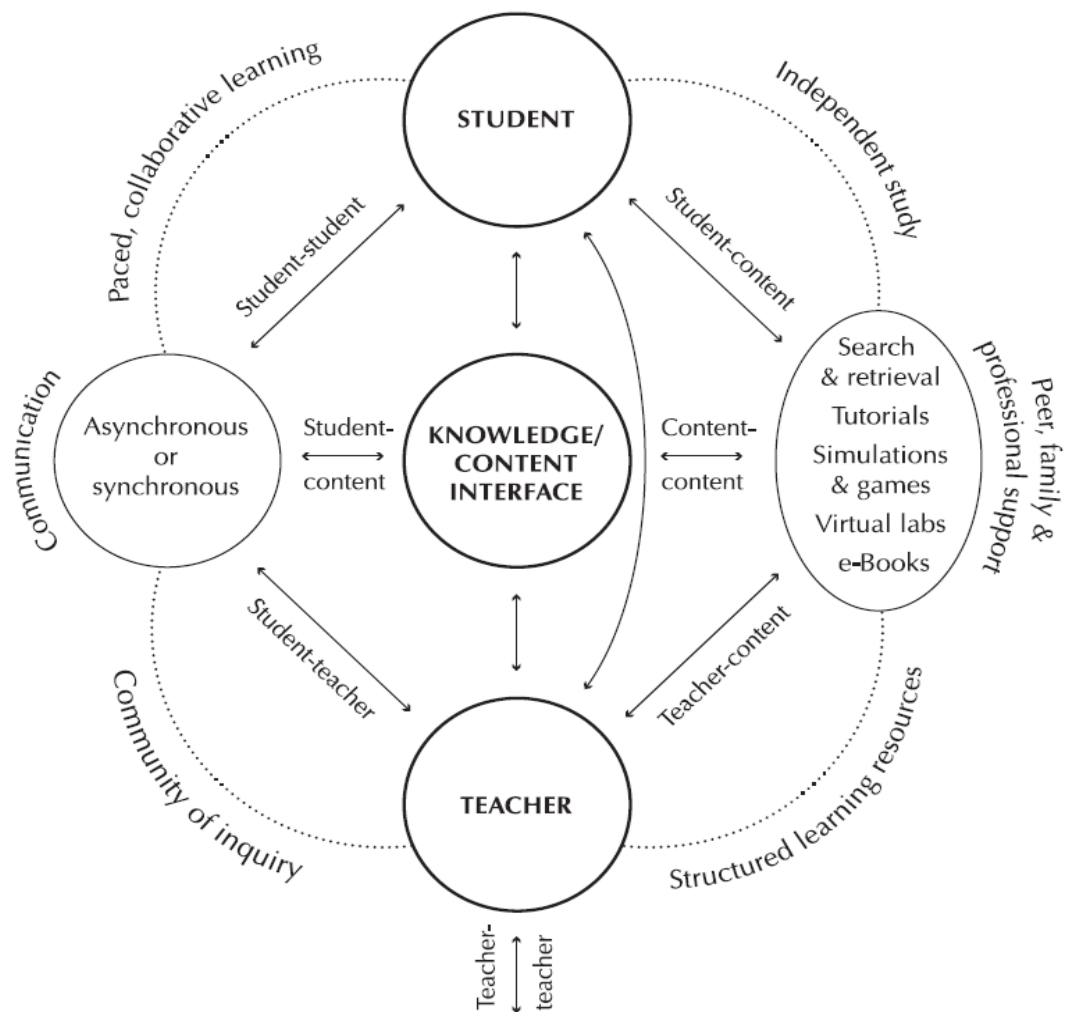 Paced, collaborative learning
STUDENT
Independent study
Student-student
Student-content
Communication
Asynchronous
or
synchronous
Student-
content
KNOWLEDGE/
CONTENT
INTERFACE
Content-
content
Search
& retrieval
Tutorials
Simulations
& games
Virtual labs
e-Books
Peer, family &
professional support
Student-teacher
Teacher-content
Community of inquiry
TEACHER
Structured learning resources
Teacher-
teacher